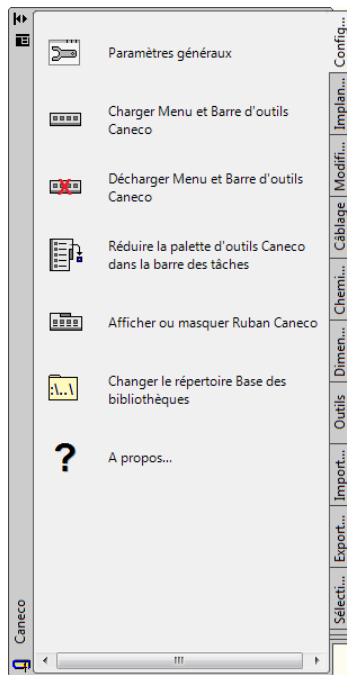 Paramètres généraux
Charger Menu et Barre d'outils
Caneco
Décharger Menu et Barre d'outils
Caneco
Réduire la palette d'outils Caneco
dans la barre des tâches
Afficher ou masquer Ruban Caneco
:\..\
Changer le répertoire Base des
bibliothèques
?
A propos...
Config...
Implan...
Modifi...
Câblage
Chemi...
Dimen...
Outils
Import...
Export...
Sélecti...
Caneco